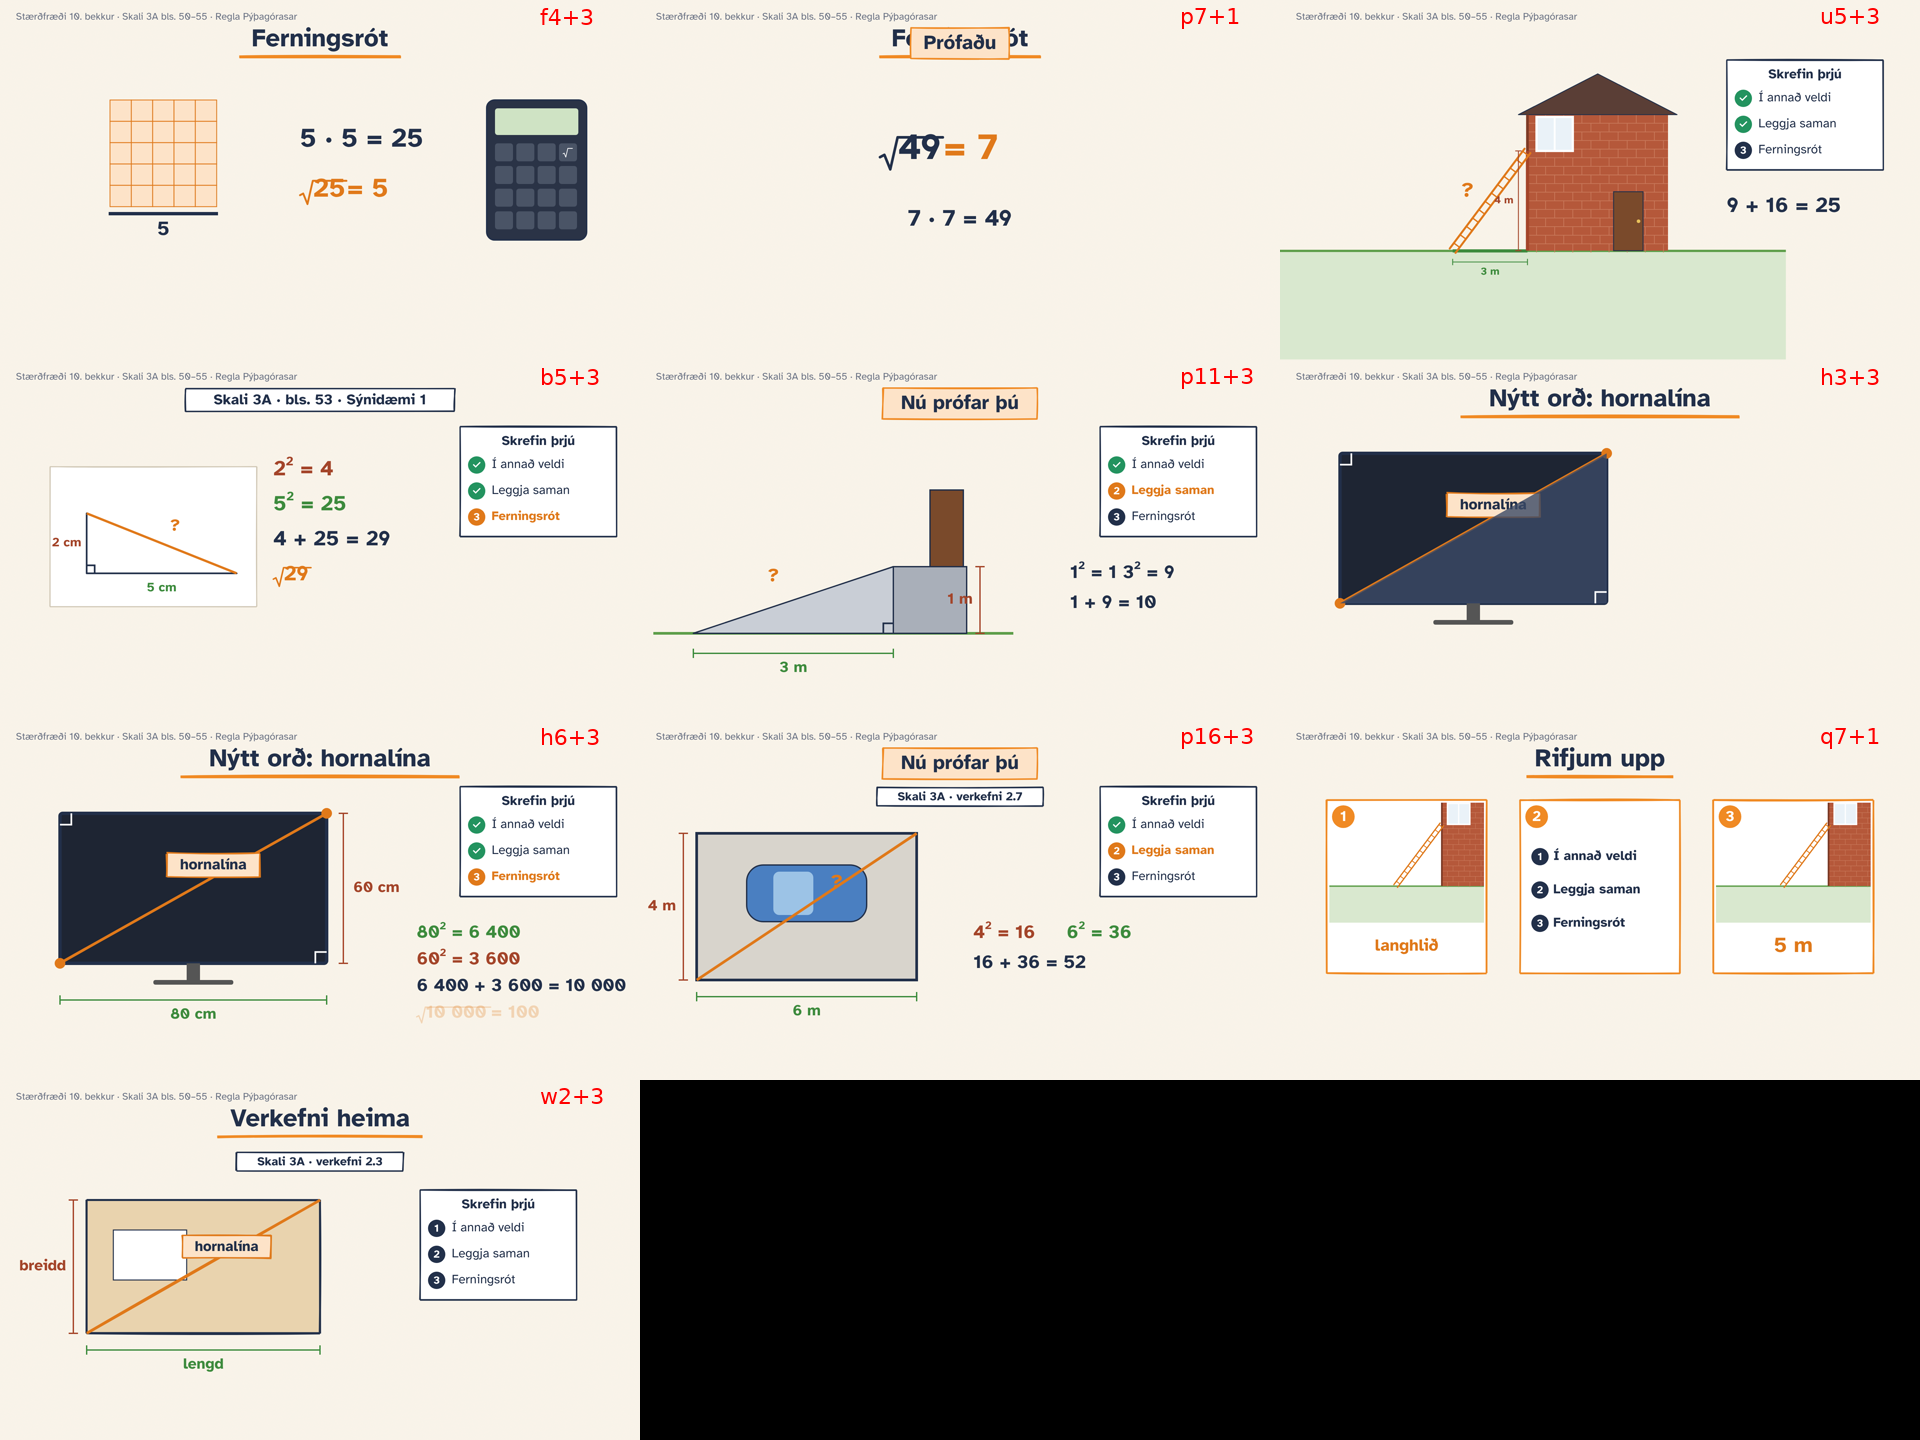 Stærðfræði 10. bekkur · Skali 3A bls. 50–55 · Regla Pýþagórasar
f4+3
Ferningsrót
5 · 5 = 25
√25 = 5
√
5
Stærðfræði 10. bekkur · Skali 3A bls. 50–55 · Regla Pýþagórasar
p7+1
Prófaðu
√49 = 7
7 · 7 = 49
Stærðfræði 10. bekkur · Skali 3A bls. 50–55 · Regla Pýþagórasar
u5+3
Skrefin þrjú
Í annað veldi
Leggja saman
3 Ferningsrót
?
4 m
3 m
9 + 16 = 25
Stærðfræði 10. bekkur · Skali 3A bls. 50–55 · Regla Pýþagórasar
b5+3
Skali 3A · bls. 53 · Sýnidæmi 1
Skrefin þrjú
Í annað veldi
Leggja saman
3 Ferningsrót
2² = 4
5² = 25
4 + 25 = 29
√29
?
2 cm
5 cm
Stærðfræði 10. bekkur · Skali 3A bls. 50–55 · Regla Pýþagórasar
p11+3
Nú prófar þú
Skrefin þrjú
Í annað veldi
2 Leggja saman
3 Ferningsrót
?
1 m
3 m
1² = 1 3² = 9
1 + 9 = 10
Stærðfræði 10. bekkur · Skali 3A bls. 50–55 · Regla Pýþagórasar
h3+3
Nýtt orð: hornalína
hornalína
Stærðfræði 10. bekkur · Skali 3A bls. 50–55 · Regla Pýþagórasar
h6+3
Nýtt orð: hornalína
Skrefin þrjú
Í annað veldi
Leggja saman
3 Ferningsrót
hornalína
60 cm
80 cm
80² = 6 400
60² = 3 600
6 400 + 3 600 = 10 000
√10 000 = 100
Stærðfræði 10. bekkur · Skali 3A bls. 50–55 · Regla Pýþagórasar
p16+3
Nú prófar þú
Skali 3A · verkefni 2.7
Skrefin þrjú
Í annað veldi
2 Leggja saman
3 Ferningsrót
?
4 m
6 m
4² = 16 6² = 36
16 + 36 = 52
Stærðfræði 10. bekkur · Skali 3A bls. 50–55 · Regla Pýþagórasar
q7+1
Rifjum upp
1
langhlið
2
1 Í annað veldi
2 Leggja saman
3 Ferningsrót
3
5 m
Stærðfræði 10. bekkur · Skali 3A bls. 50–55 · Regla Pýþagórasar
w2+3
Verkefni heima
Skali 3A · verkefni 2.3
Skrefin þrjú
1 Í annað veldi
2 Leggja saman
3 Ferningsrót
hornalína
breidd
lengd